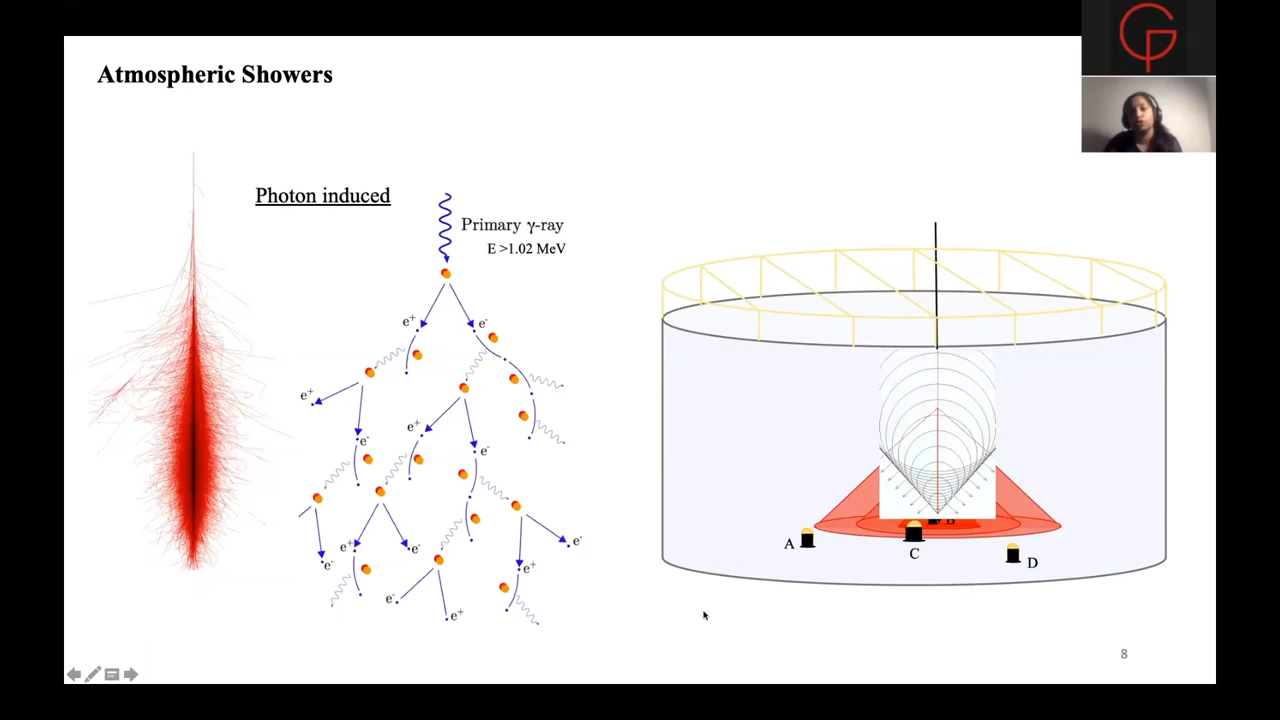 Atmospheric Showers
Photon induced
Primary γ-ray
E >1.02 MeV
e⁺
e⁻
e⁺
e⁺
e⁻
e⁻
e⁺
e⁻
e⁻
e⁻
e⁺
e⁻
e⁺
A
B
C
D
8